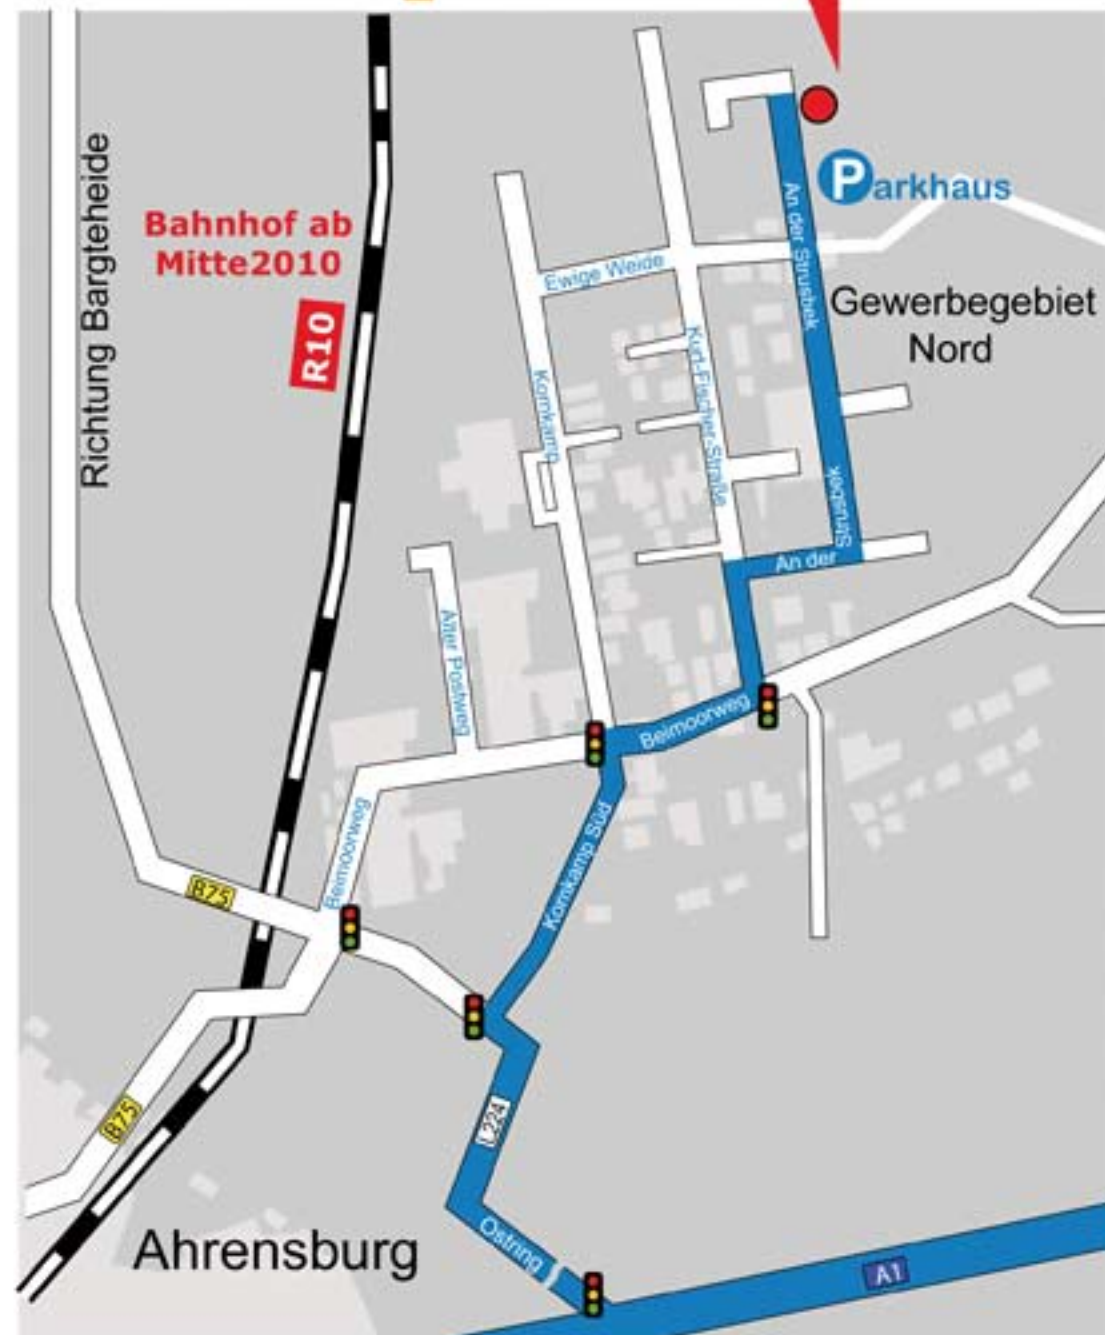 Richtung Bargteheide
Bahnhof ab
Mitte2010
R10
Parkhaus
An der Strusbek
Ewige Weide
Gewerbegebiet
Nord
Kurt-Fischer-Straße
Kornkamp
Strusbek
An der
Alter Postweg
Beimoorweg
Beimoorweg
Kornkamp Süd
B75
B75
L224
Ostring
Ahrensburg
A1